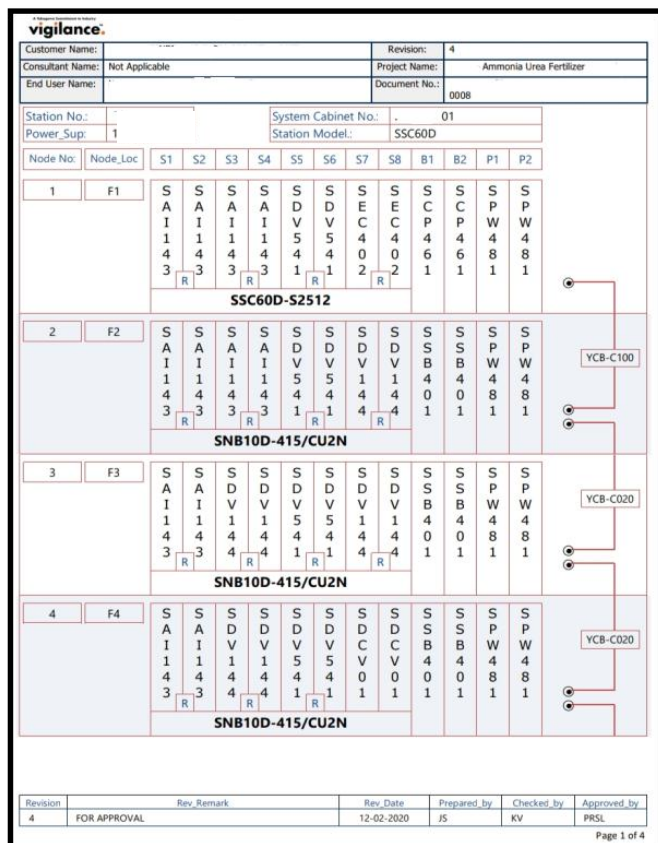 vigilance.
Customer Name: Revision: 4
Consultant Name: Not Applicable Project Name: Ammonia Urea Fertilizer
End User Name: Document No.: 0008
Station No.: System Cabinet No.: 01
Power_Sup: 1 Station Model.: SSC60D
Node No: Node_Loc S1 S2 S3 S4 S5 S6 S7 S8 B1 B2 P1 P2
1 F1 SAI143 SAI143 SAI143 SAI143 SDV541 SDV541 SEC402 SEC402 SCP461 SCP461 SPW481 SPW481
R R R R
SSC60D-S2512
YCB-C100
2 F2 SAI143 SAI143 SAI143 SAI143 SDV541 SDV541 SDV144 SDV144 SSB401 SSB401 SPW481 SPW481
R R R R
SNB10D-415/CU2N
YCB-C020
3 F3 SAI143 SAI143 SDV144 SDV144 SDV541 SDV541 SDV144 SDV144 SSB401 SSB401 SPW481 SPW481
R R R R
SNB10D-415/CU2N
YCB-C020
4 F4 SAI143 SAI143 SDV144 SDV144 SDV541 SDV541 SDCV01 SDCV01 SSB401 SSB401 SPW481 SPW481
R R R
SNB10D-415/CU2N
Revision Rev_Remark Rev_Date Prepared_by Checked_by Approved_by
4 FOR APPROVAL 12-02-2020 JS KV PRSL
Page 1 of 4